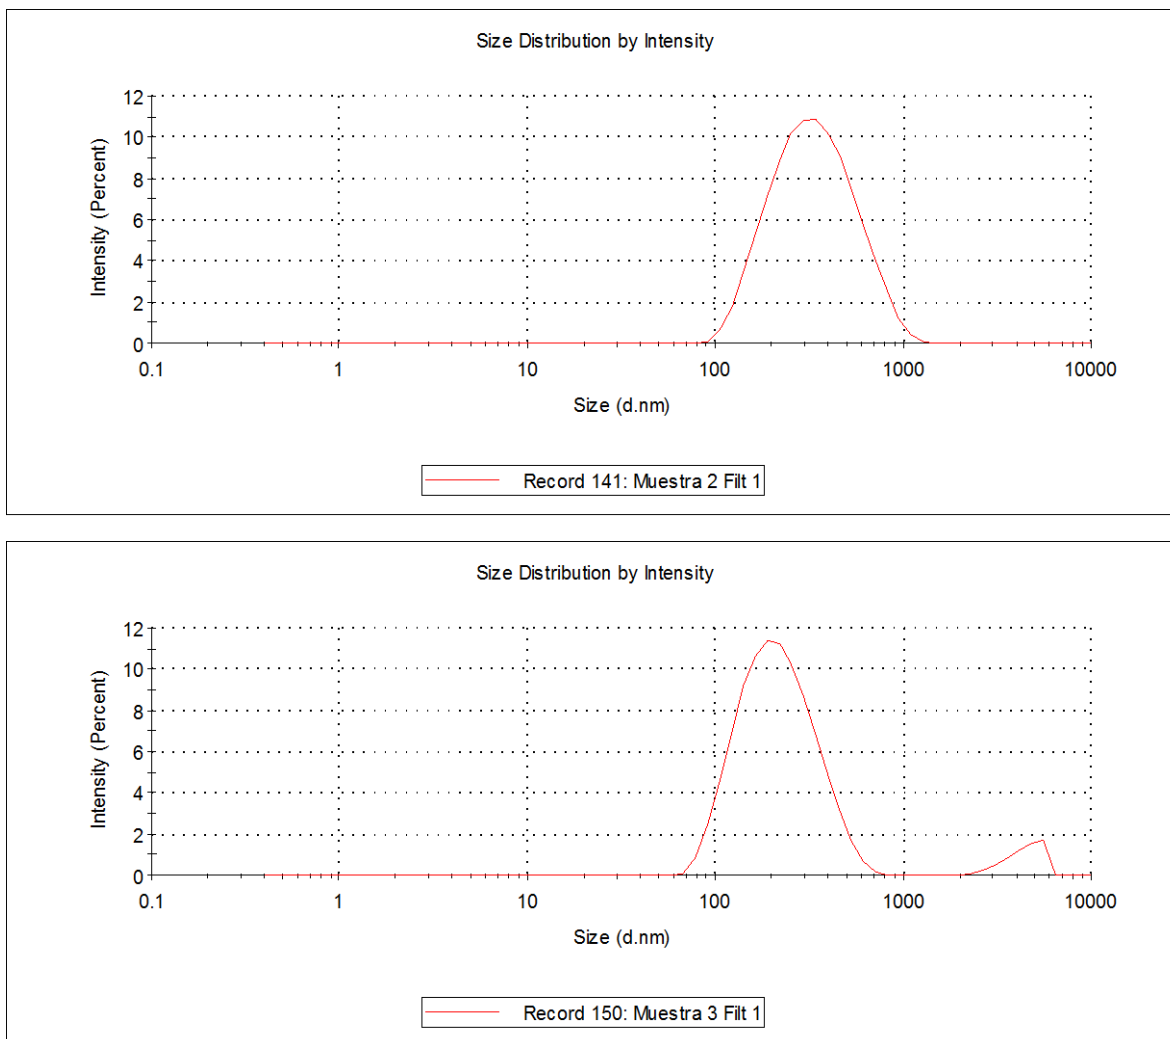 Size Distribution by Intensity
12
10
8
6
4
2
0
Intensity (Percent)
0.1 1 10 100 1000 10000
Size (d.nm)
Record 141: Muestra 2 Filt 1
Size Distribution by Intensity
12
10
8
6
4
2
0
Intensity (Percent)
0.1 1 10 100 1000 10000
Size (d.nm)
Record 150: Muestra 3 Filt 1